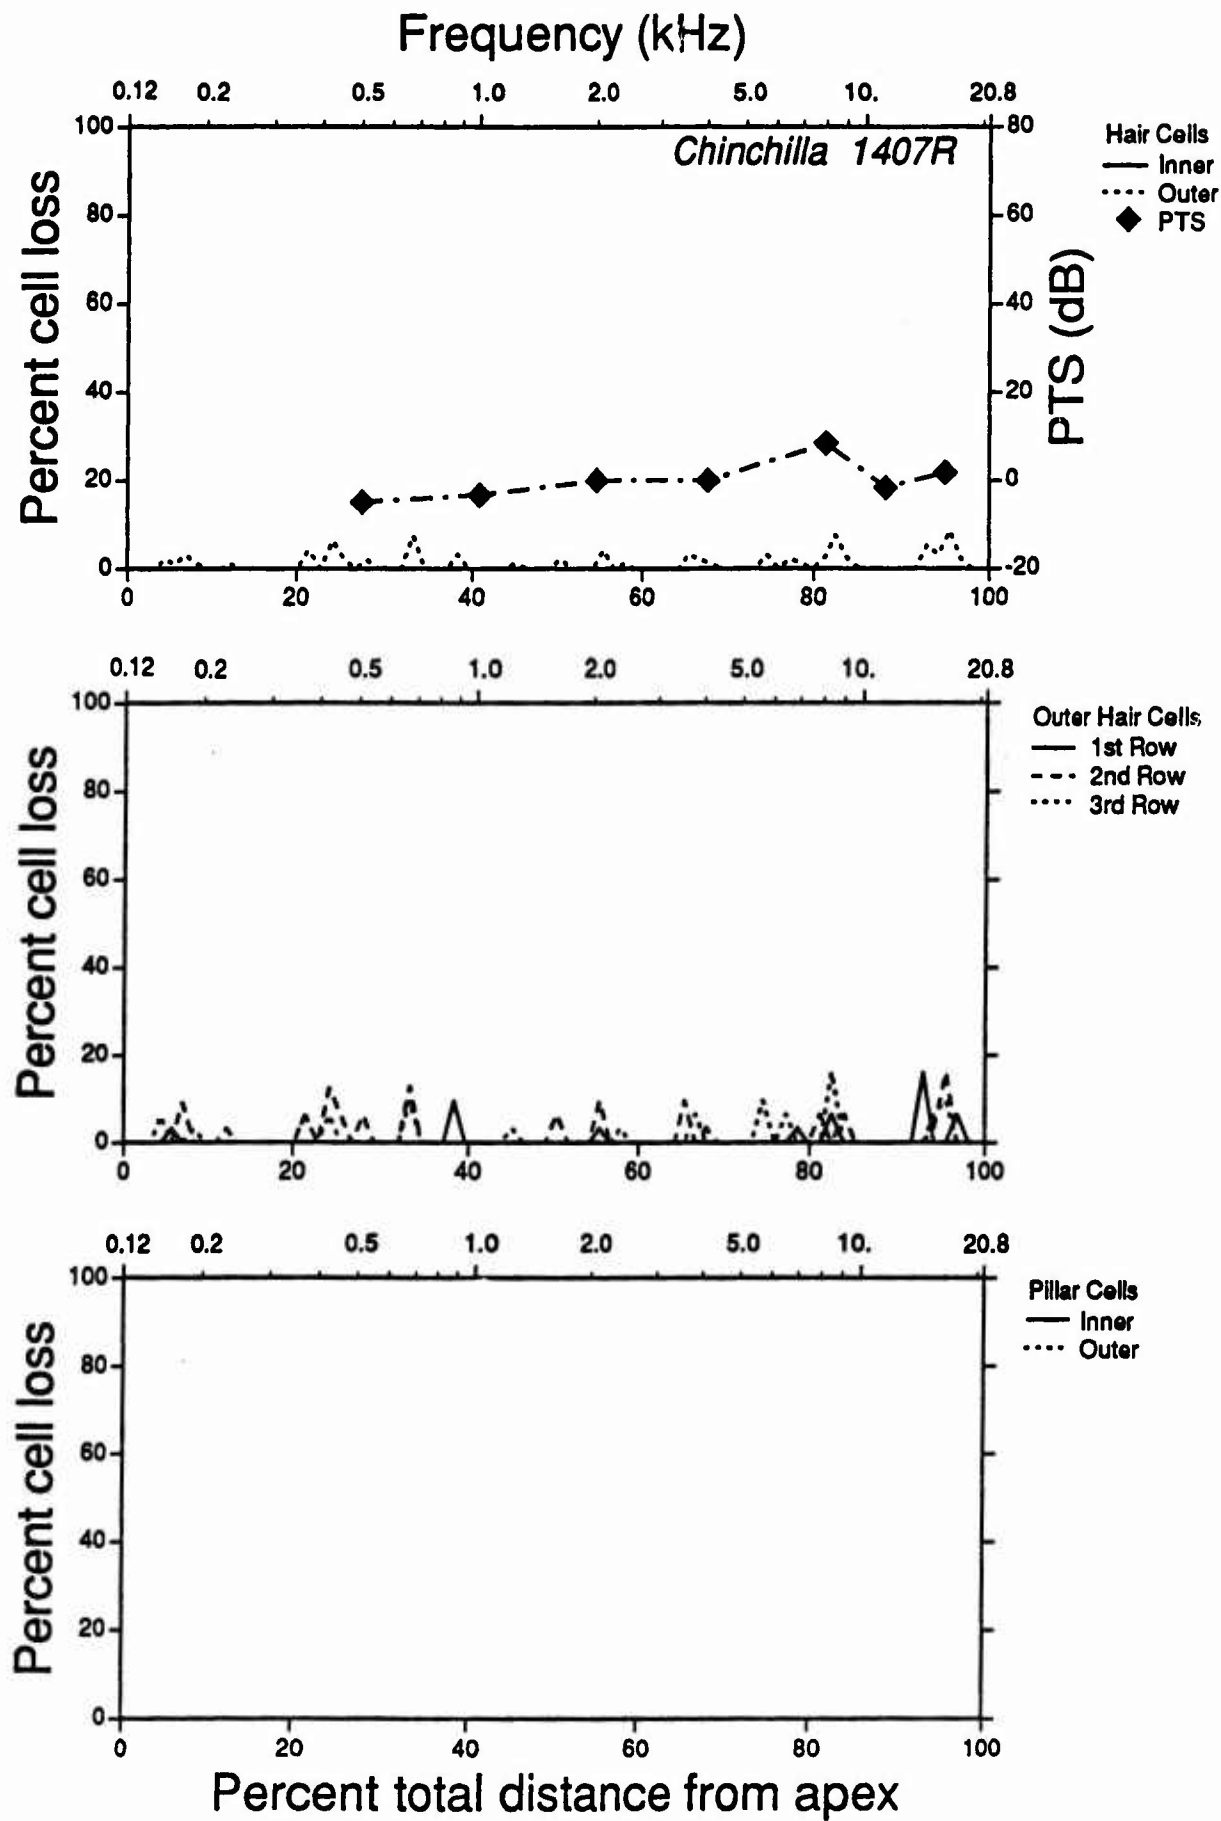 Frequency (kHz)
0.12 0.2 0.5 1.0 2.0 5.0 10. 20.8
Chinchilla 1407R
Hair Cells
Inner
Outer
PTS
Percent cell loss
100
80
60
40
20
0
PTS (dB)
80
60
40
20
0
-20
0 20 40 60 80 100
0.12 0.2 0.5 1.0 2.0 5.0 10. 20.8
Outer Hair Cells
1st Row
2nd Row
3rd Row
Percent cell loss
100
80
60
40
20
0
0 20 40 60 80 100
0.12 0.2 0.5 1.0 2.0 5.0 10. 20.8
Pillar Cells
Inner
Outer
Percent cell loss
100
80
60
40
20
0
0 20 40 60 80 100
Percent total distance from apex